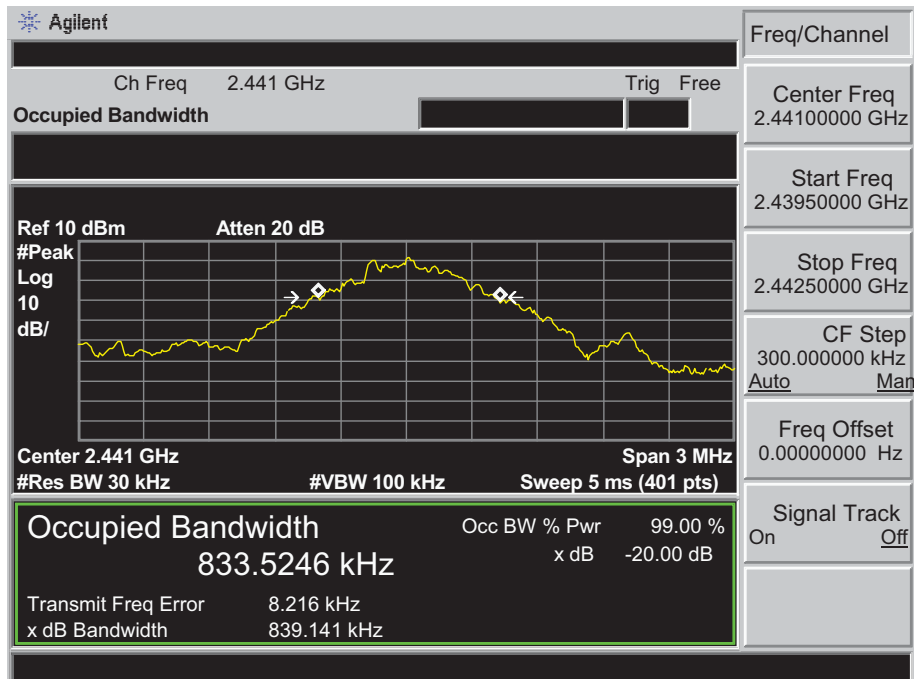 Agilent
Freq/Channel
Ch Freq 2.441 GHz Trig Free
Occupied Bandwidth
Center Freq
2.44100000 GHz
Start Freq
2.43950000 GHz
Stop Freq
2.44250000 GHz
CF Step
300.000000 kHz
Auto Man
Freq Offset
0.00000000 Hz
Signal Track
On Off
Ref 10 dBm Atten 20 dB
#Peak
Log
10
dB/
Center 2.441 GHz Span 3 MHz
#Res BW 30 kHz #VBW 100 kHz Sweep 5 ms (401 pts)
Occupied Bandwidth
833.5246 kHz
Occ BW % Pwr 99.00 %
x dB -20.00 dB
Transmit Freq Error 8.216 kHz
x dB Bandwidth 839.141 kHz